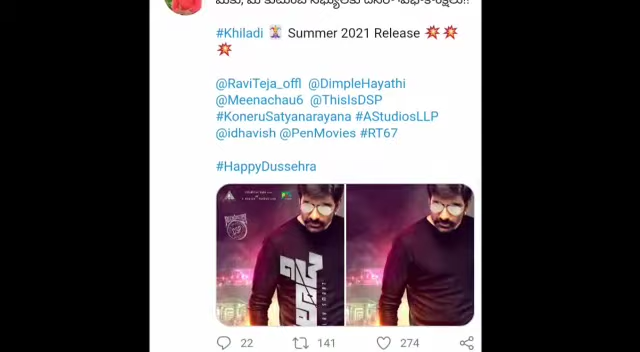 #Khiladi 🃏 Summer 2021 Release 💥💥
💥
@RaviTeja_offl @DimpleHayathi
@Meenachau6 @ThisIsDSP
#KoneruSatyanarayana #AStudiosLLP
@idhavish @PenMovies #RT67
#HappyDussehra
22 141 274